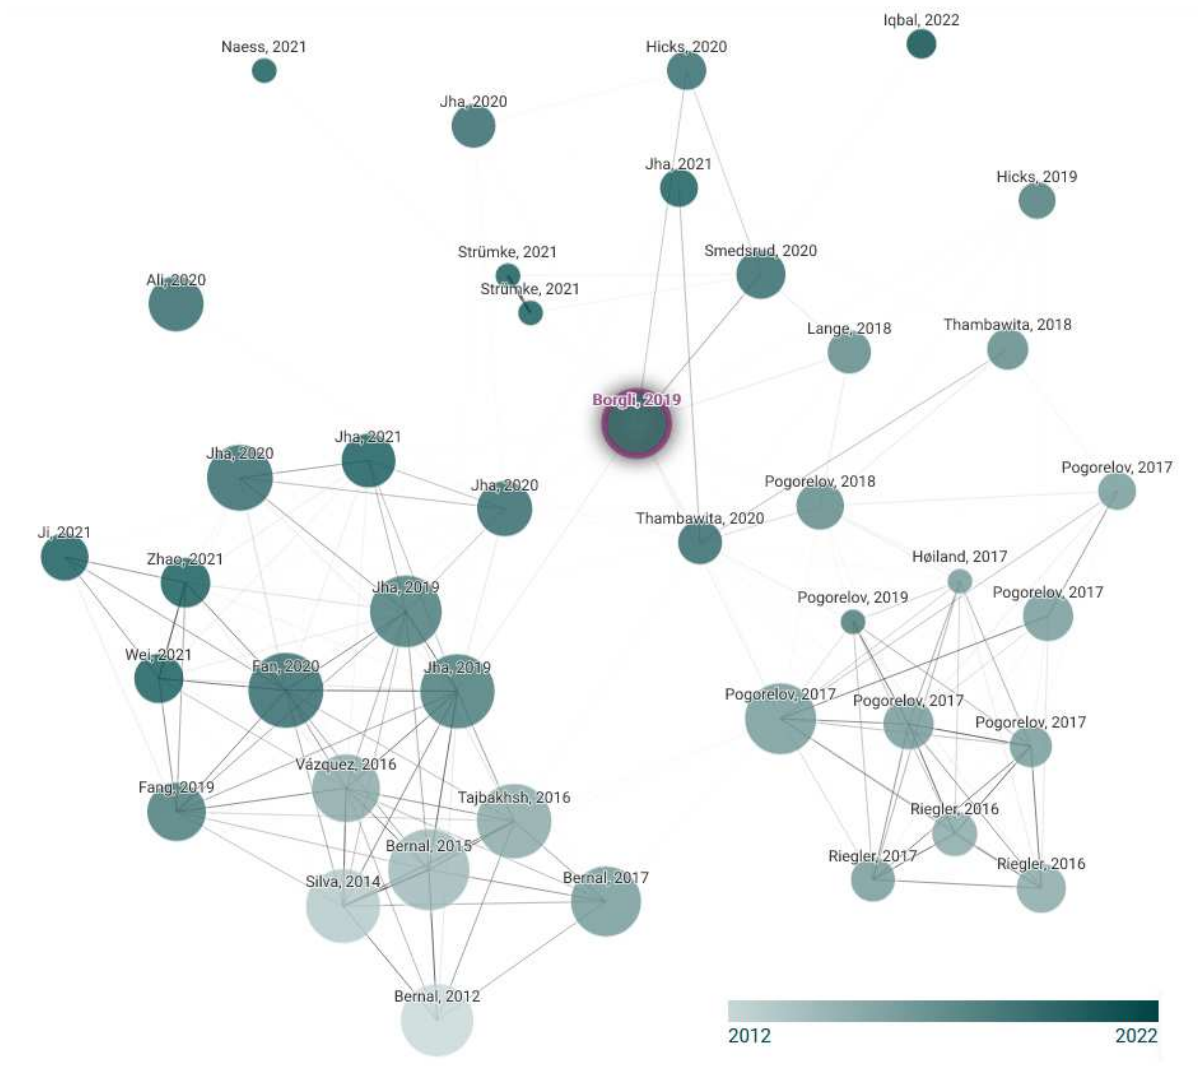 Iqbal, 2022
Naess, 2021
Hicks, 2020
Jha, 2020
Jha, 2021
Hicks, 2019
Strümke, 2021
Smedsrud, 2020
Ali, 2020
Strümke, 2021
Lange, 2018
Thambawita, 2018
Borgli, 2019
Jha, 2021
Jha, 2020
Pogorelov, 2017
Jha, 2020
Pogorelov, 2018
Thambawita, 2020
Ji, 2021
Zhao, 2021
Høiland, 2017
Jha, 2019
Pogorelov, 2019
Pogorelov, 2017
Wei, 2021
Fan, 2020
Jha, 2019
Pogorelov, 2017
Pogorelov, 2017
Pogorelov, 2017
Vázquez, 2016
Fang, 2019
Tajbakhsh, 2016
Riegler, 2016
Bernal, 2015
Riegler, 2017
Riegler, 2016
Silva, 2014
Bernal, 2017
Bernal, 2012
2012
2022